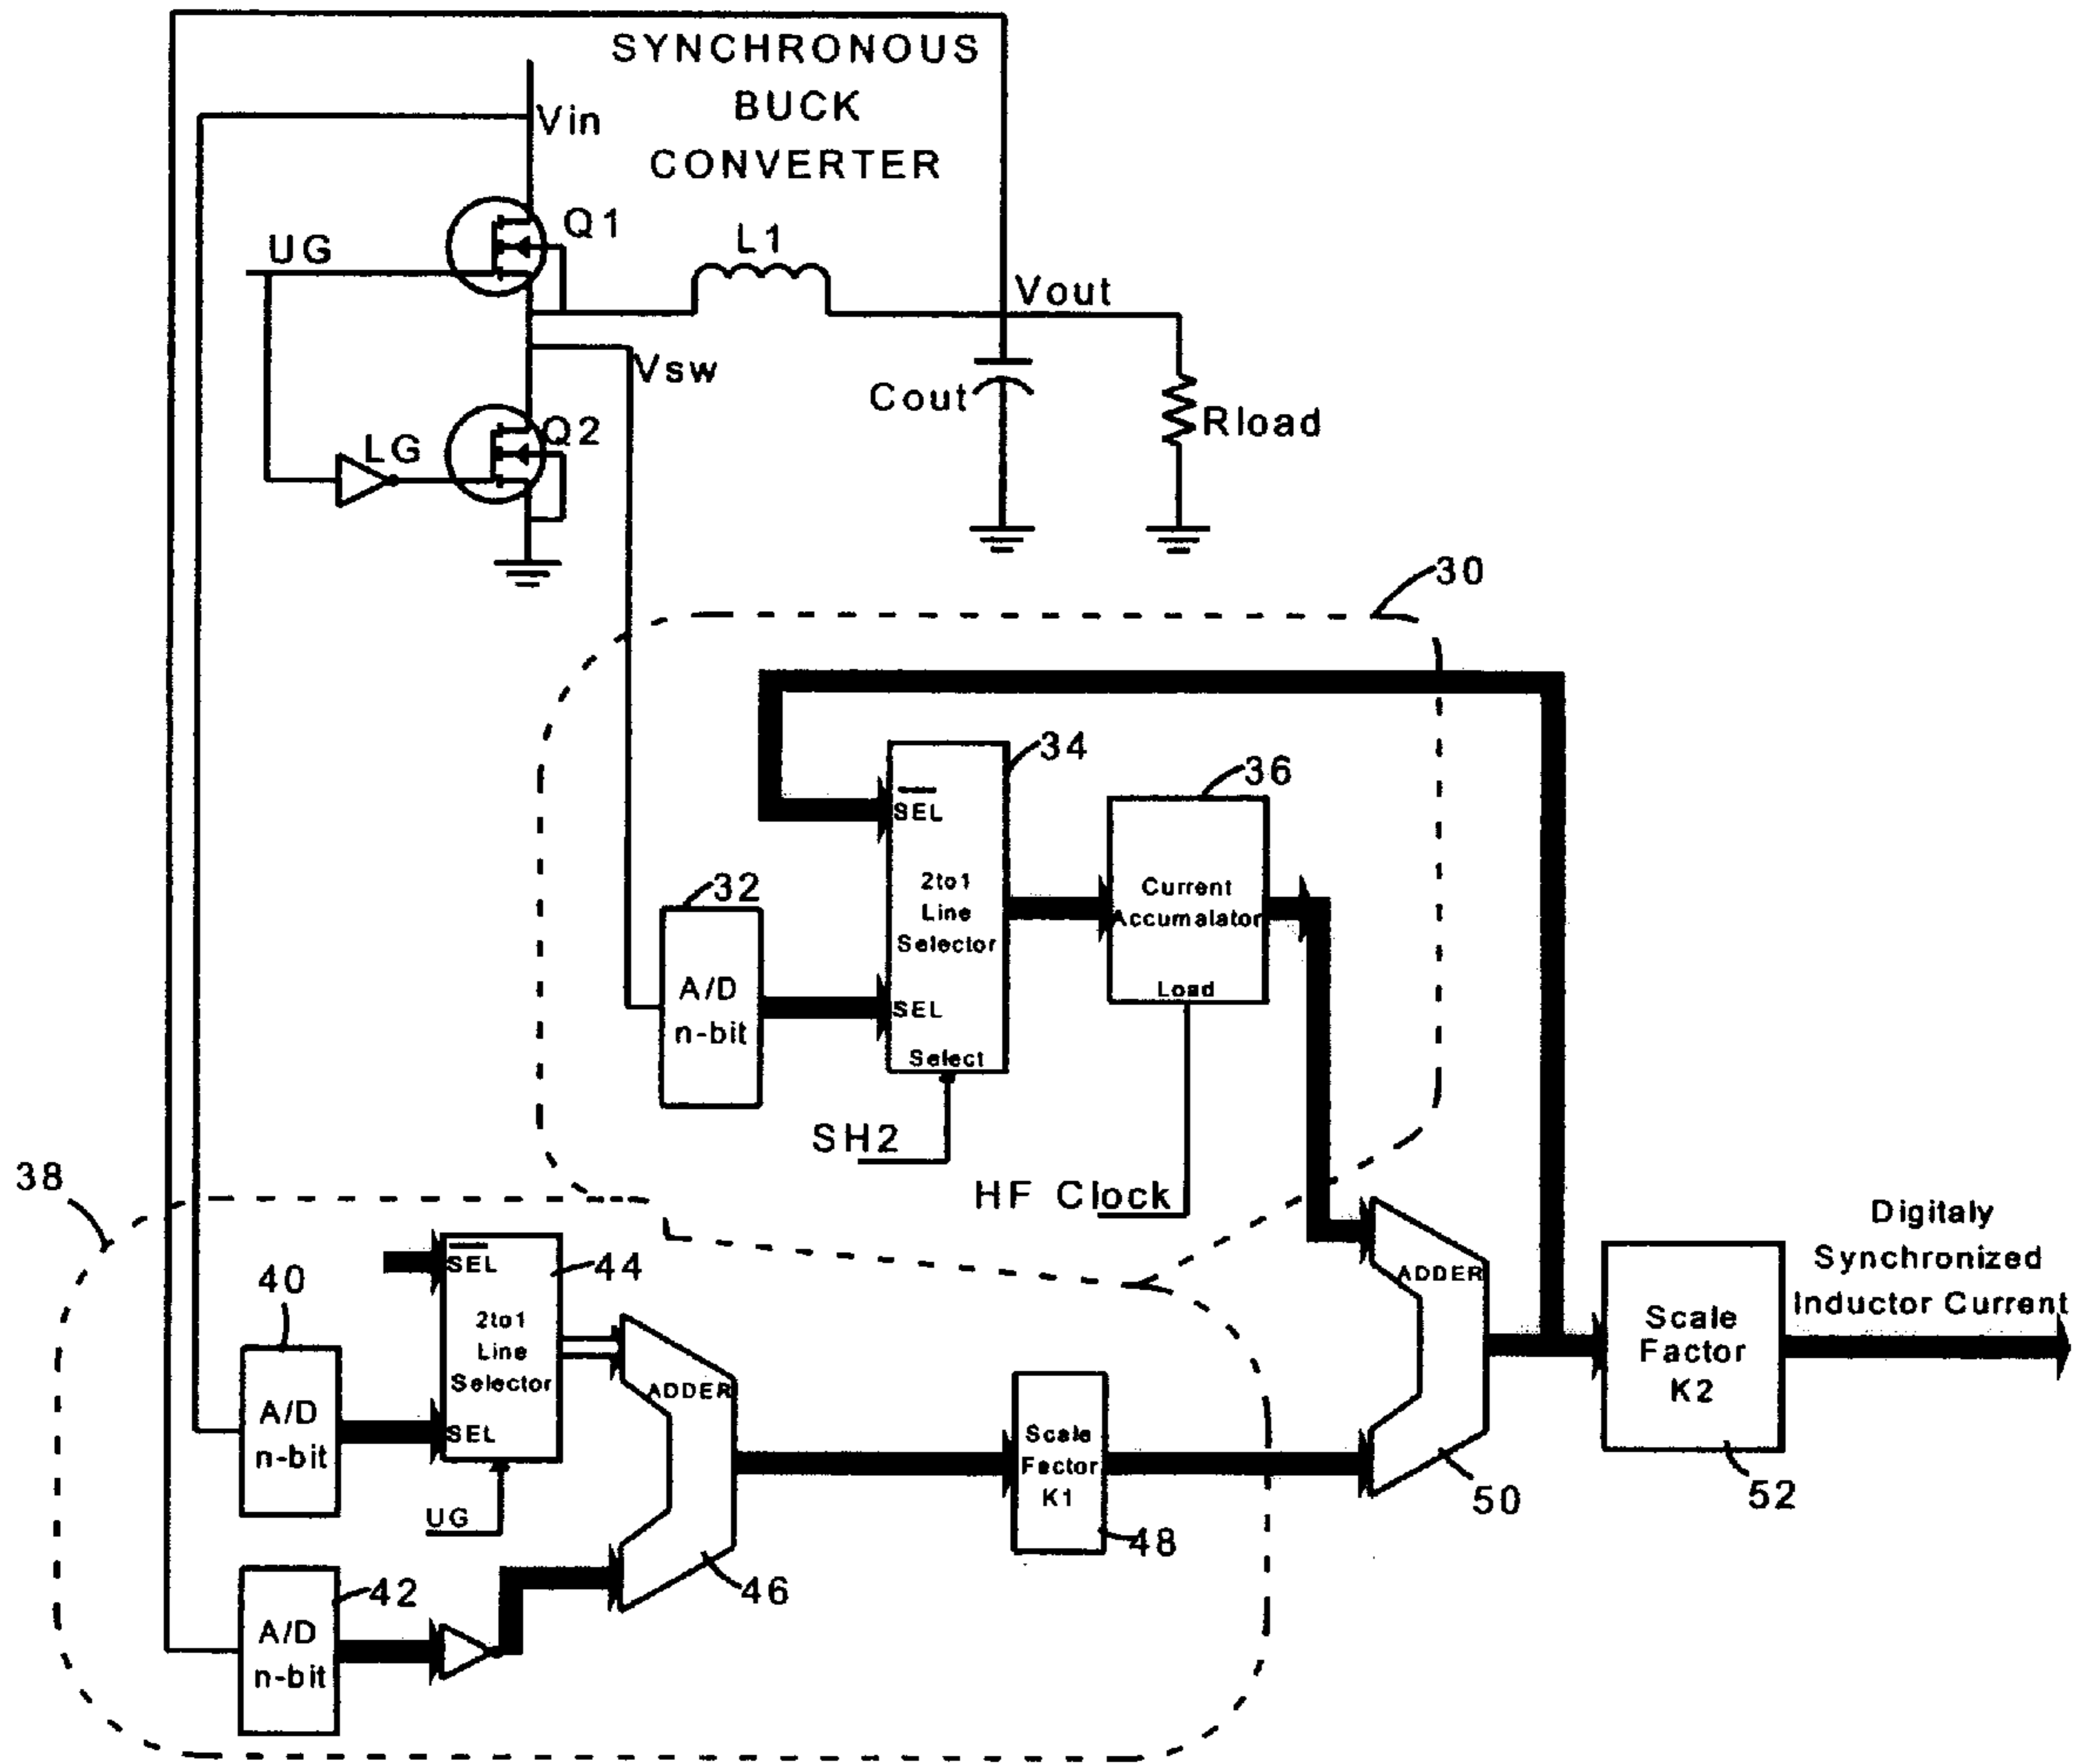 SYNCHRONOUS
BUCK
CONVERTER
Vin
Q1
UG
L1
Vout
Vsw
Cout
Rload
Q2
LG
30
34
36
SEL
32
2to1
Line
Selector
Current
Accumalator
Load
A/D
n-bit
SEL
Select
SH2
HF Clock
38
SEL
44
40
2to1
Line
Selector
ADDER
A/D
n-bit
SEL
UG
Scale
Factor
K1
48
46
42
A/D
n-bit
ADDER
50
Scale
Factor
K2
52
Digitaly
Synchronized
Inductor Current